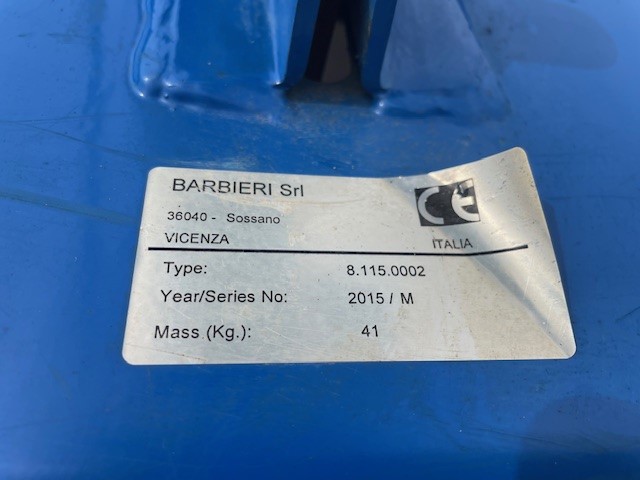 BARBIERI Srl
36040 - Sossano
VICENZA ITALIA
CE
Type: 8.115.0002
Year/Series No: 2015 / M
Mass (Kg.): 41